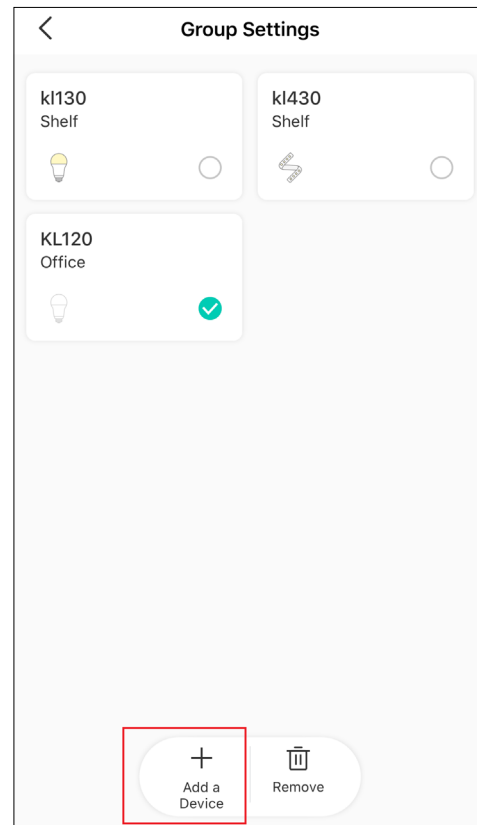 Group Settings
kl130
Shelf
kl430
Shelf
KL120
Office
Add a
Device
Remove